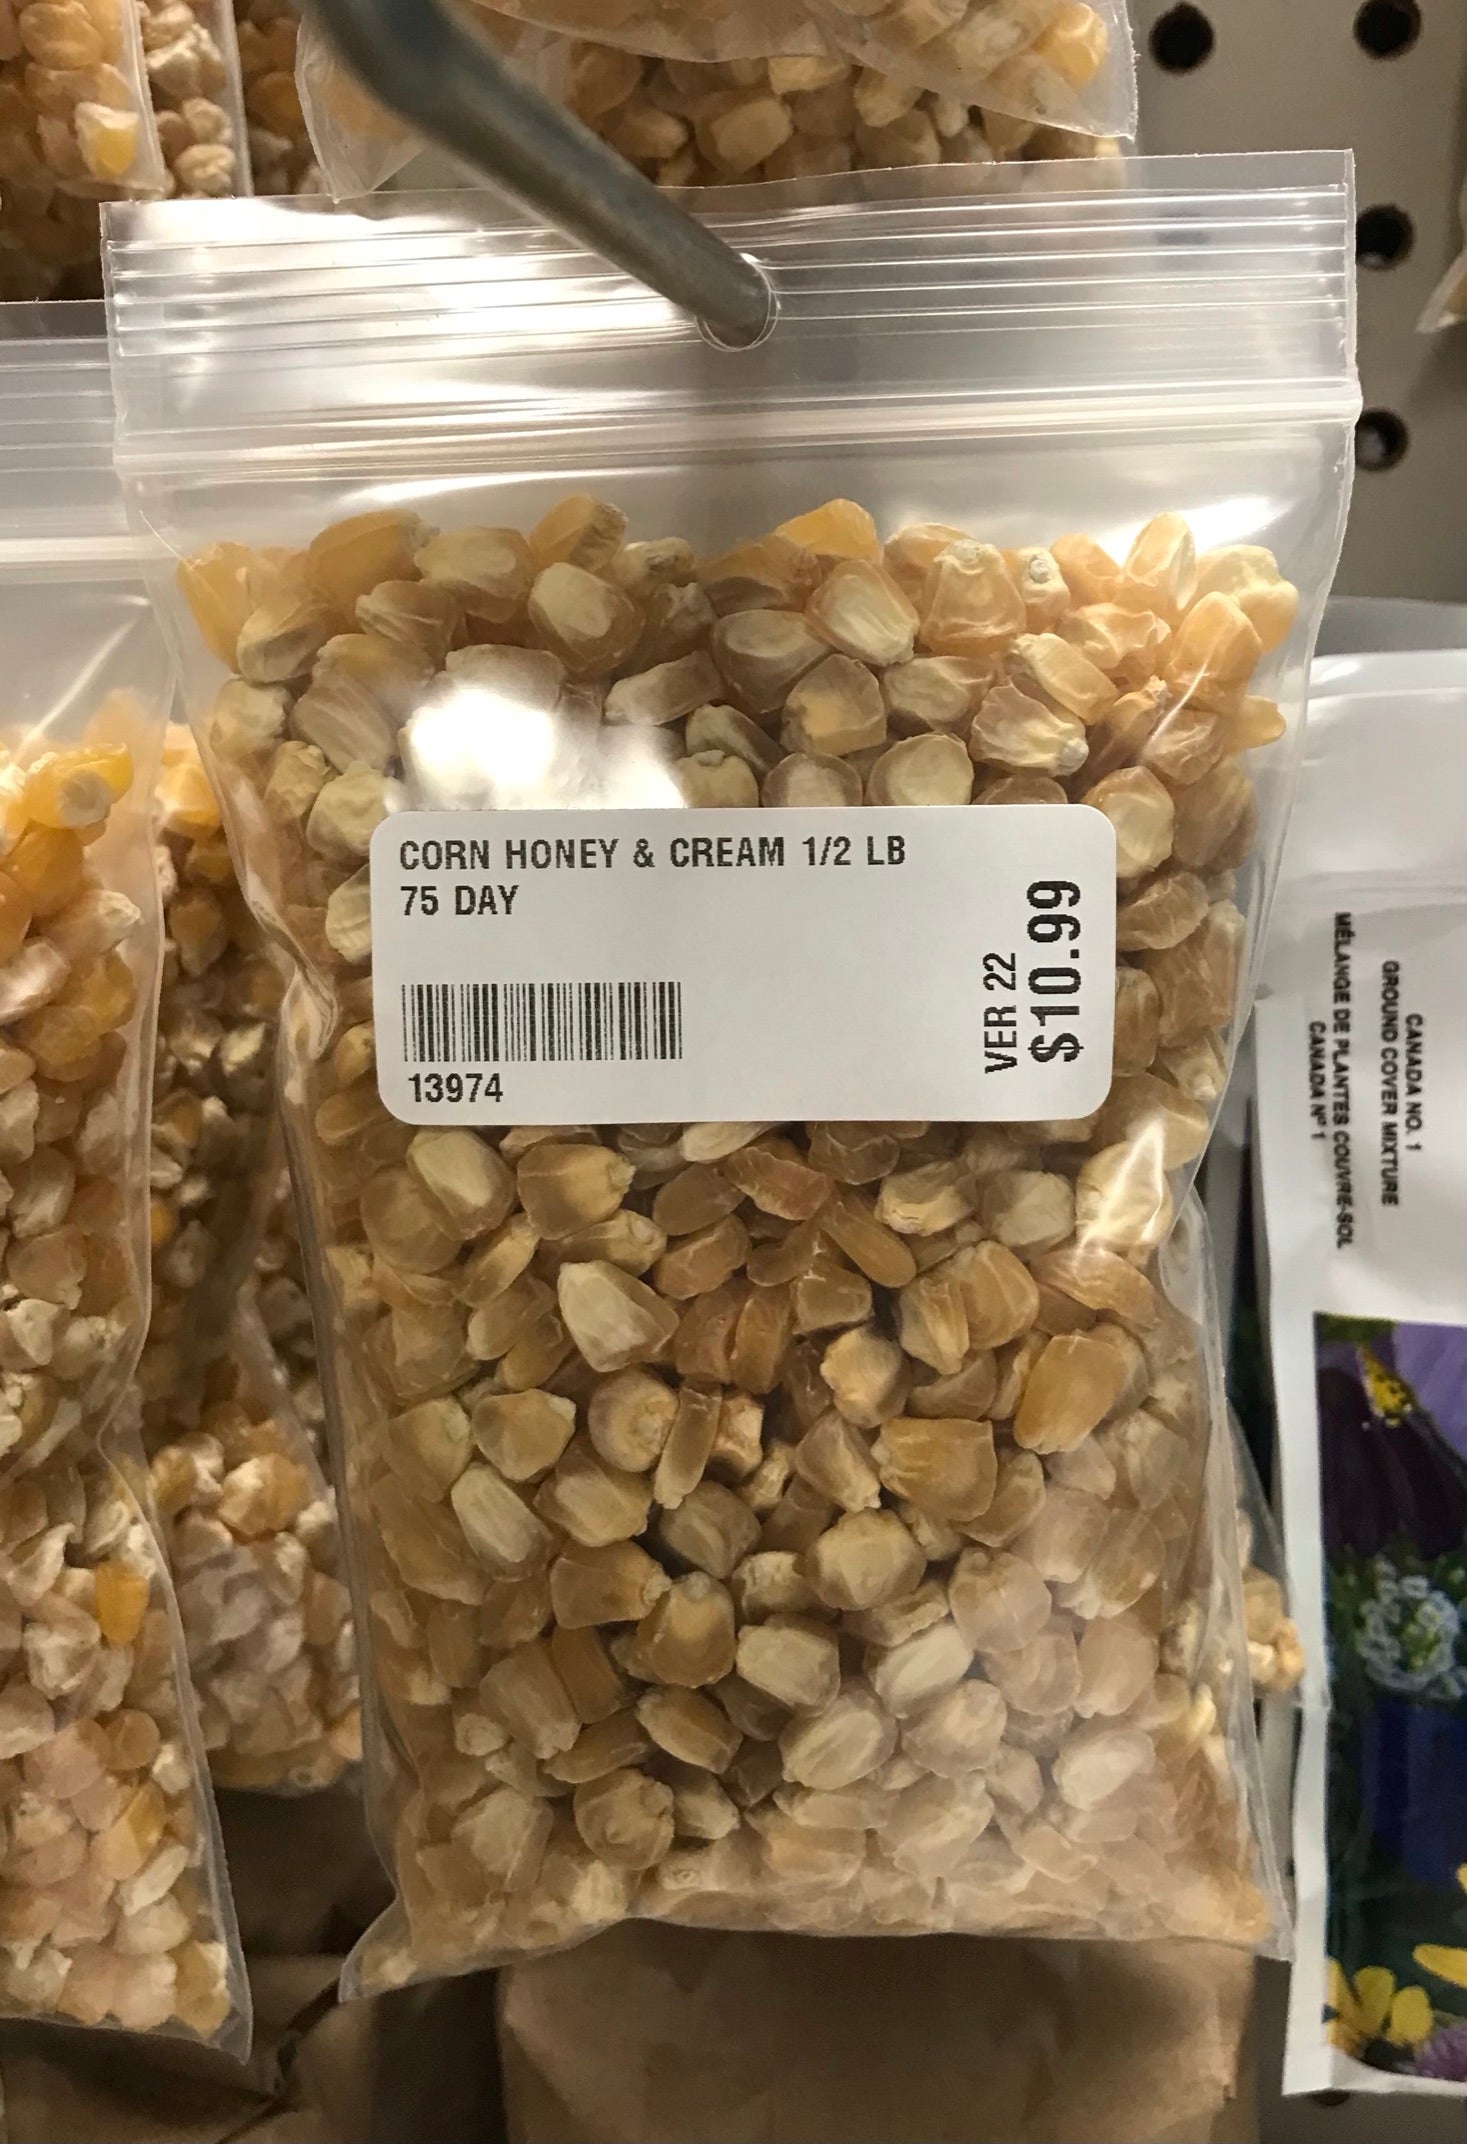 CORN HONEY & CREAM 1/2 LB
75 DAY
13974
VER 22
$10.99
CANADA NO. 1
GROUND COVER MIXTURE
MÉLANGE DE PLANTES COUVRE-SOL
CANADA Nº 1